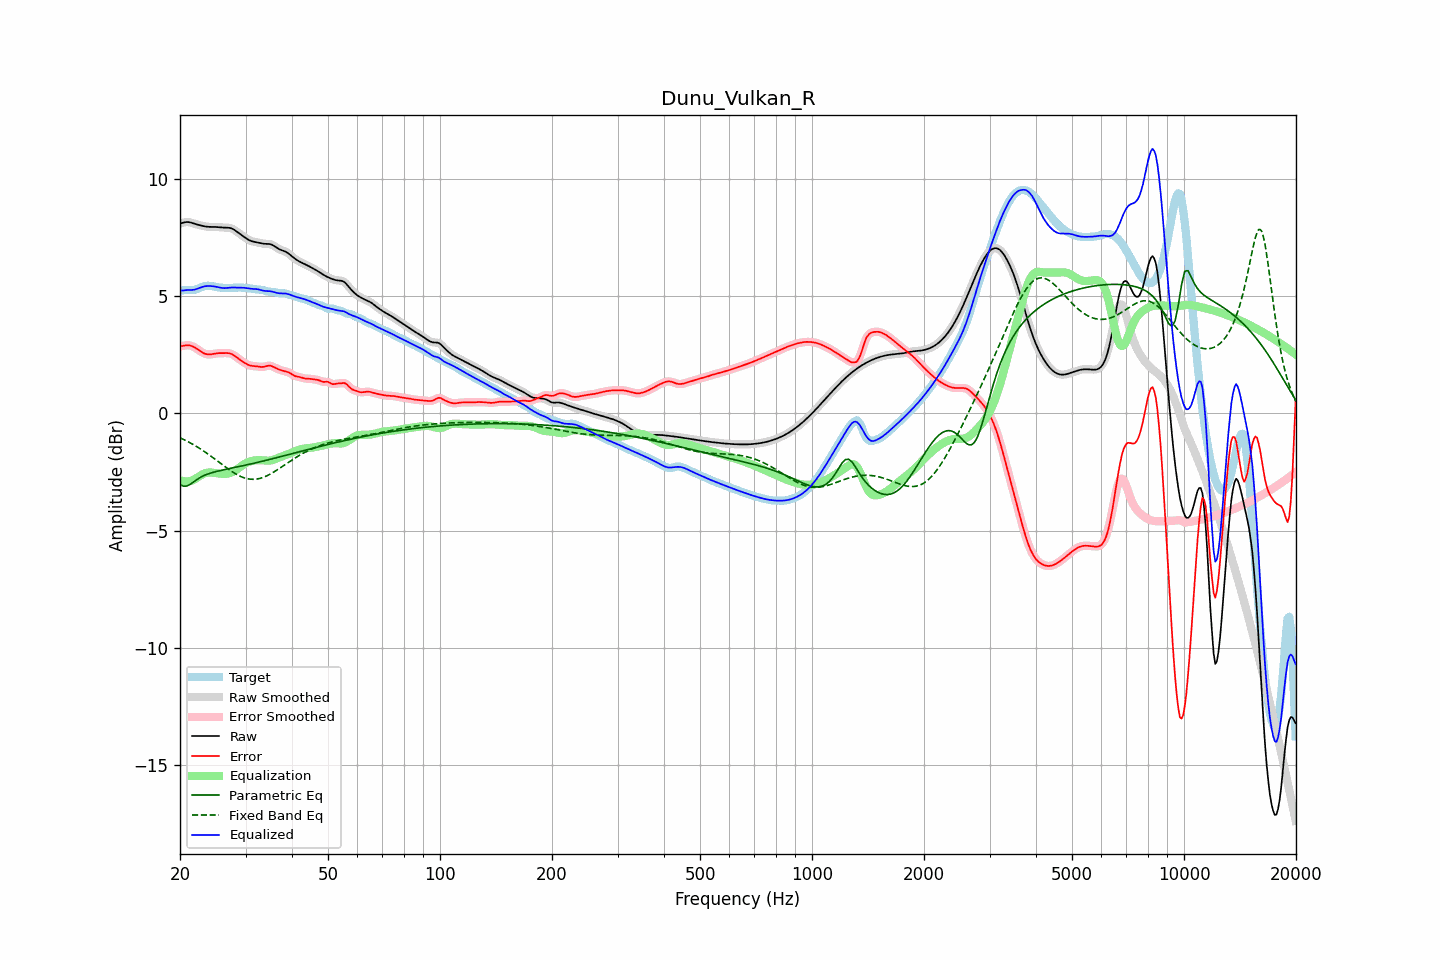 Dunu_Vulkan_R
Amplitude (dBr)
10
5
0
−5
−10
−15
Target
Raw Smoothed
Error Smoothed
Raw
Error
Equalization
Parametric Eq
Fixed Band Eq
Equalized
20 50 100 200 500 1000 2000 5000 10000 20000
Frequency (Hz)